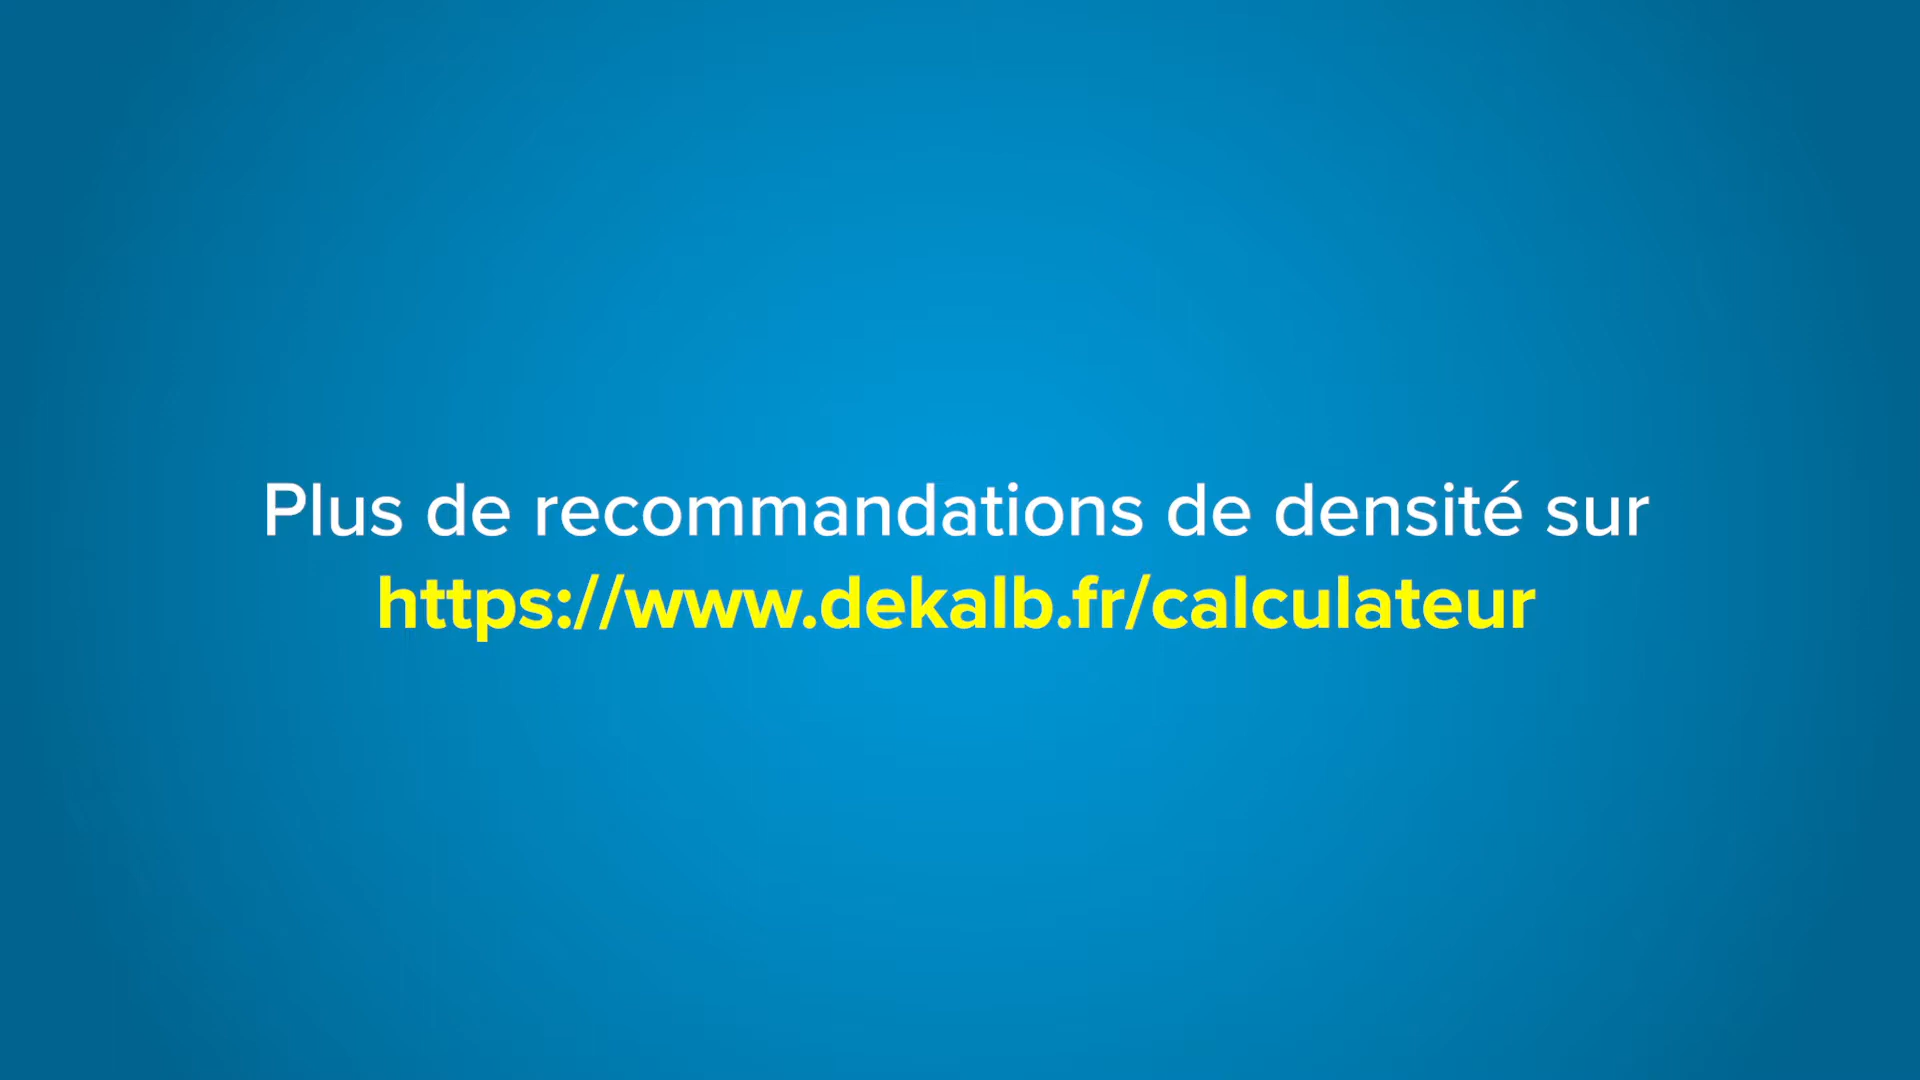 Plus de recommandations de densité sur
https://www.dekalb.fr/calculateur